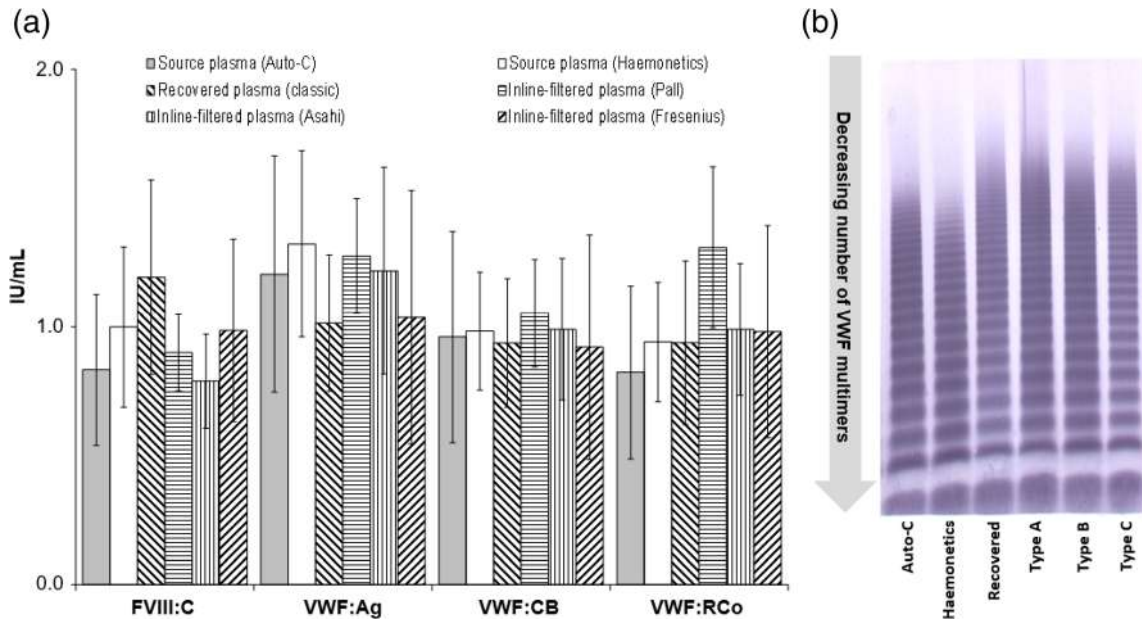 (a)
2.0
Source plasma (Auto-C)
Source plasma (Haemonetics)
Recovered plasma (classic)
Inline-filtered plasma (Pall)
Inline-filtered plasma (Asahi)
Inline-filtered plasma (Fresenius)
IU/mL
1.0
0.0
FVIII:C
VWF:Ag
VWF:CB
VWF:RCo
(b)
Decreasing number of VWF multimers
Auto-C
Haemonetics
Recovered
Type A
Type B
Type C